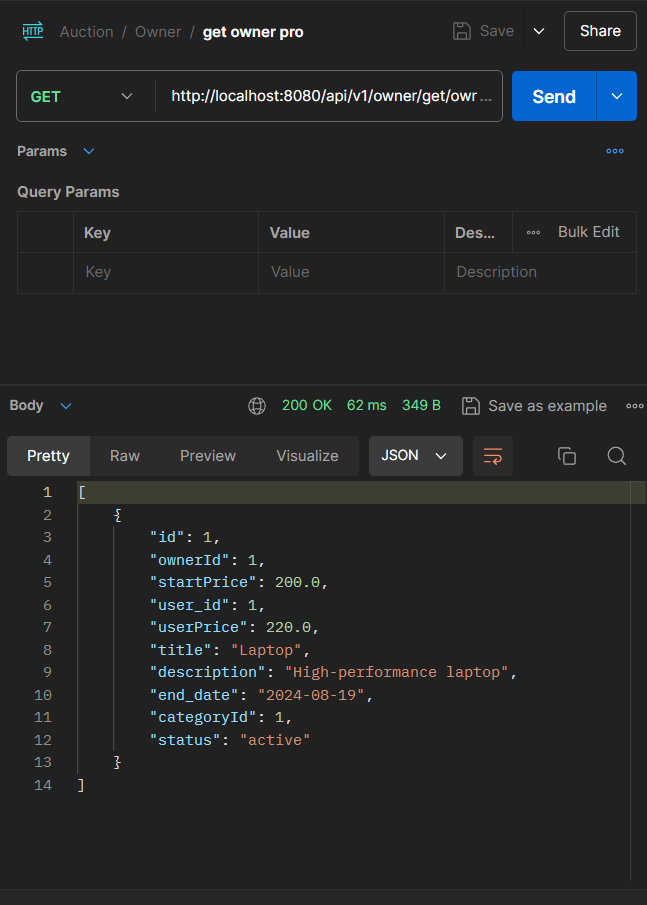 HTTP Auction / Owner / get owner pro Save Share
GET http://localhost:8080/api/v1/owner/get/owr ... Send
Params
Query Params
Key Value Des... Bulk Edit
Key Value Description
Body 200 OK 62 ms 349 B Save as example
Pretty Raw Preview Visualize JSON
1 [
2 {
3 "id": 1,
4 "ownerId": 1,
5 "startPrice": 200.0,
6 "user_id": 1,
7 "userPrice": 220.0,
8 "title": "Laptop",
9 "description": "High-performance laptop",
10 "end_date": "2024-08-19",
11 "categoryId": 1,
12 "status": "active"
13 }
14 ]